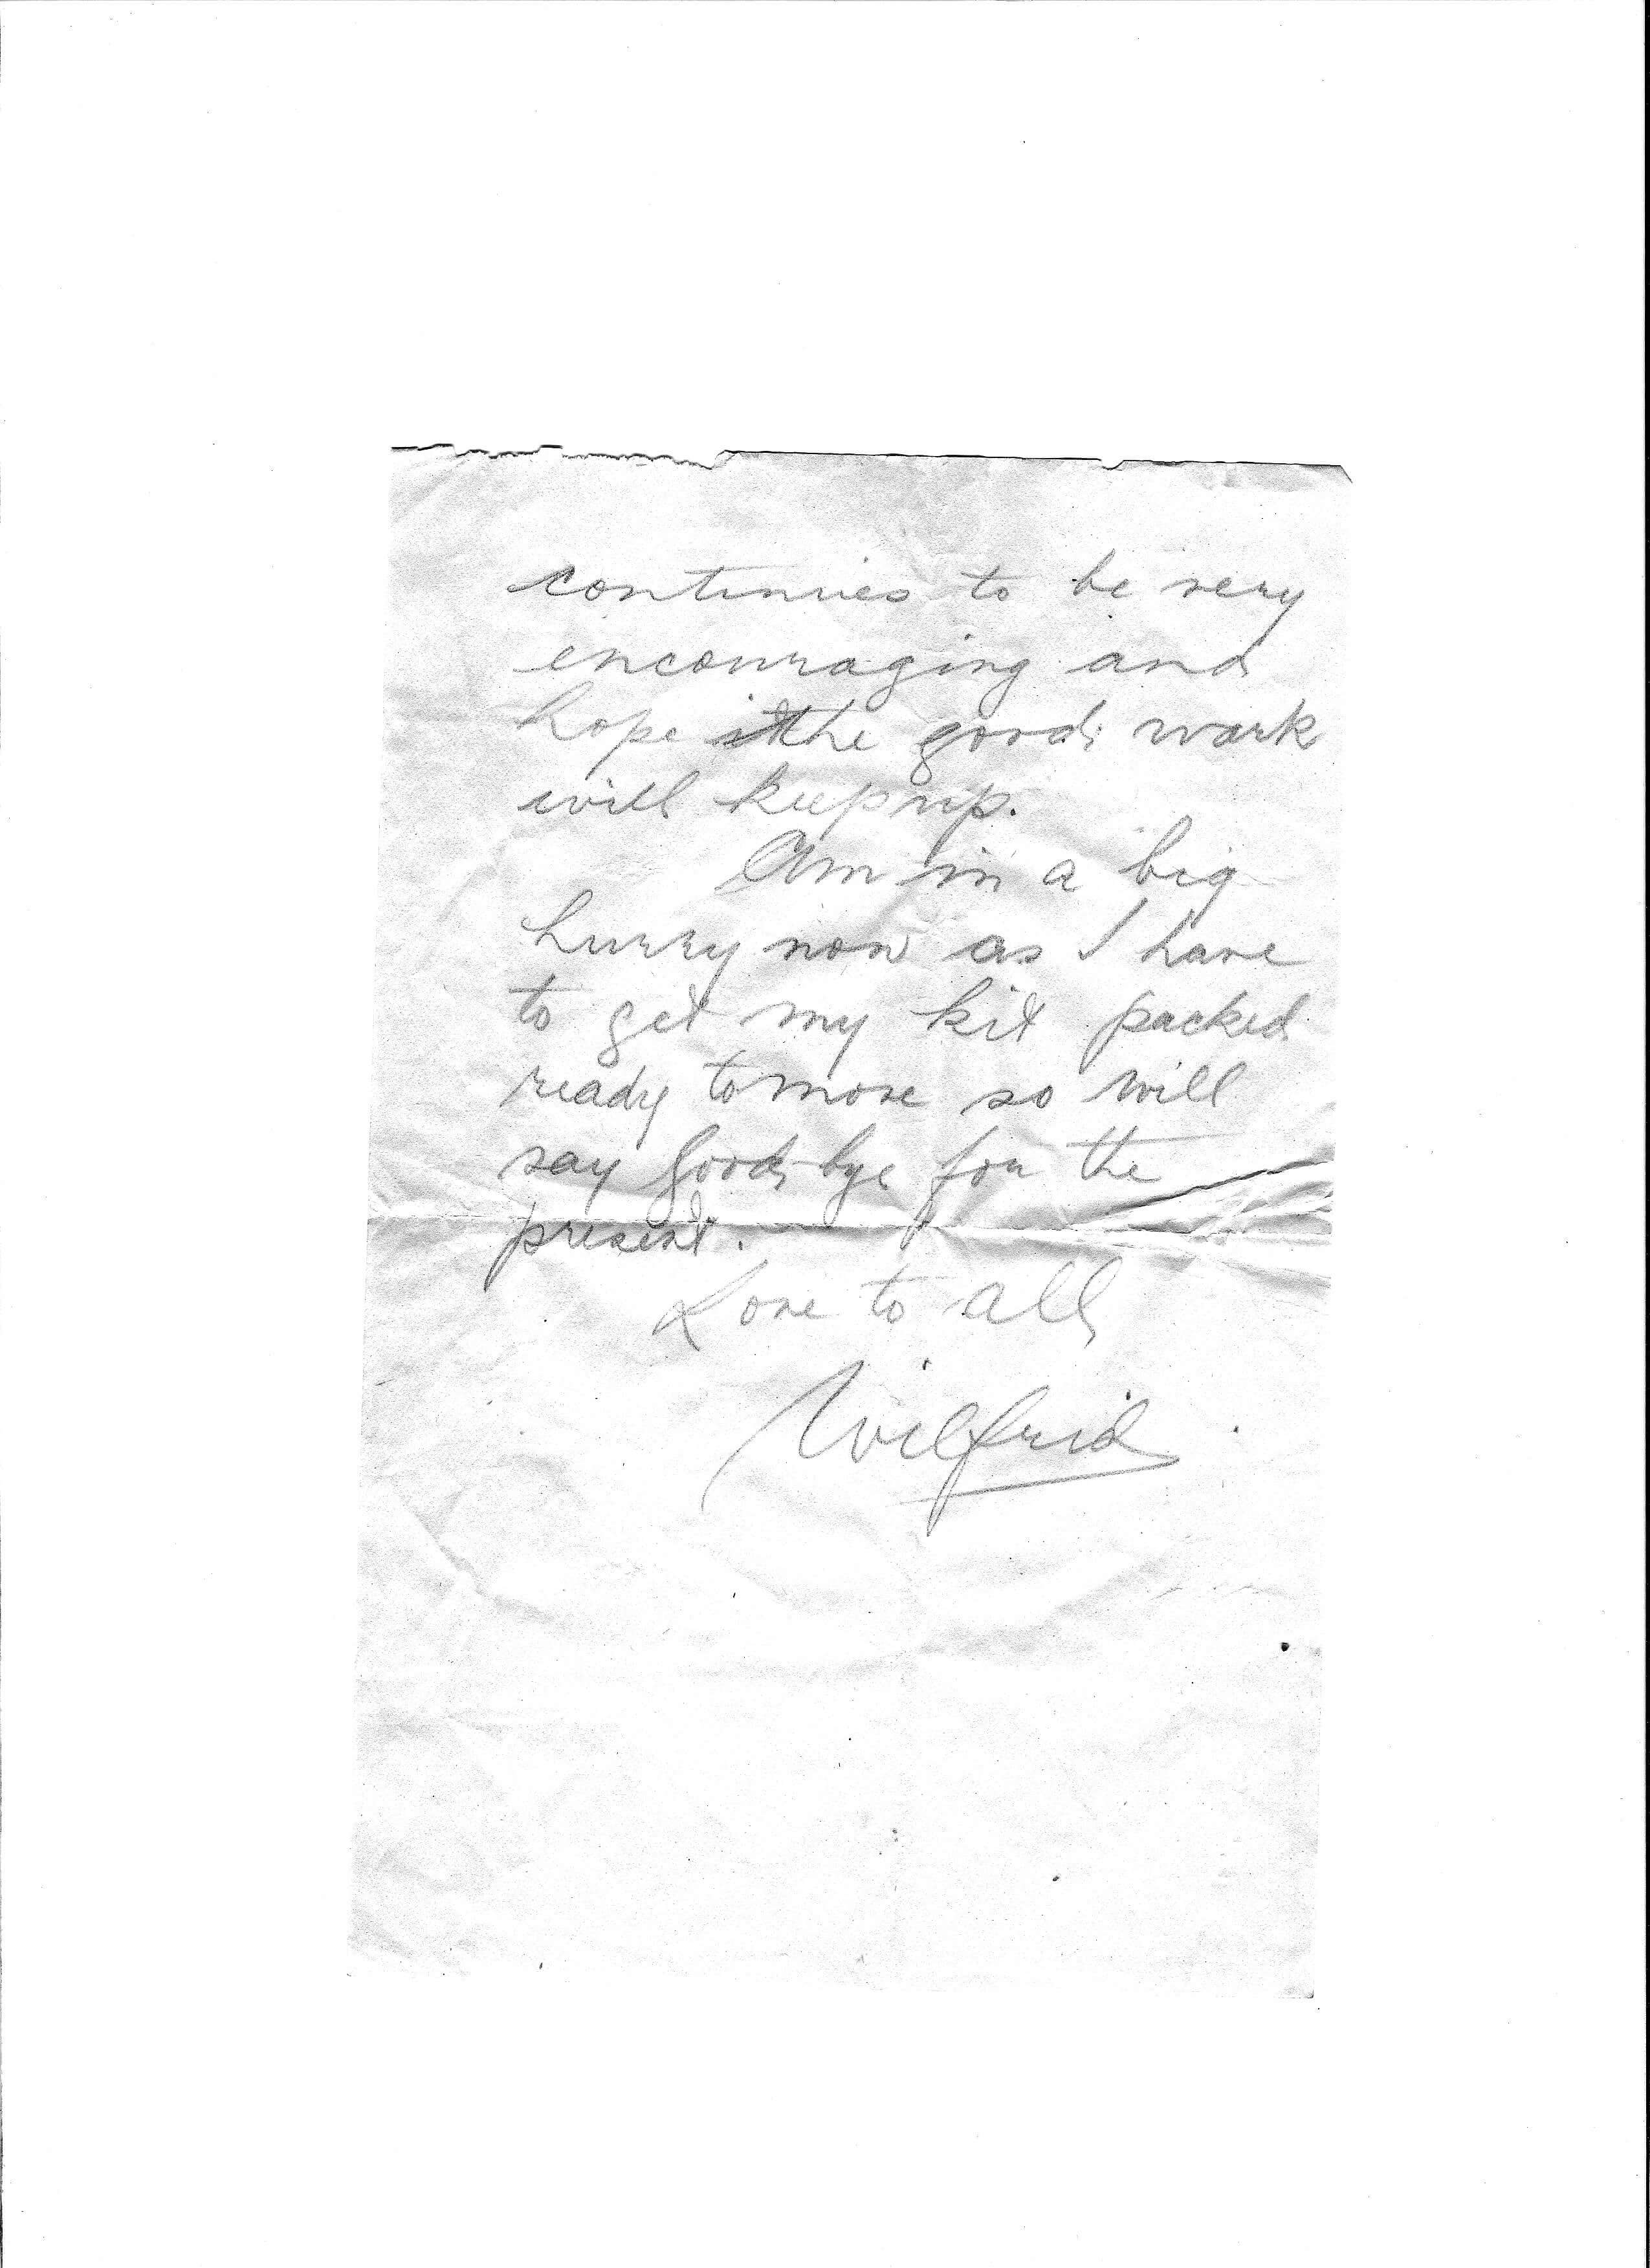 continues to be very
encouraging and
hope the good work
will keep up.
Am in a big
hurry now as I have
to get my kit packed
ready to move so will
say Good-bye for the
present.
Love to all
Wilfrid